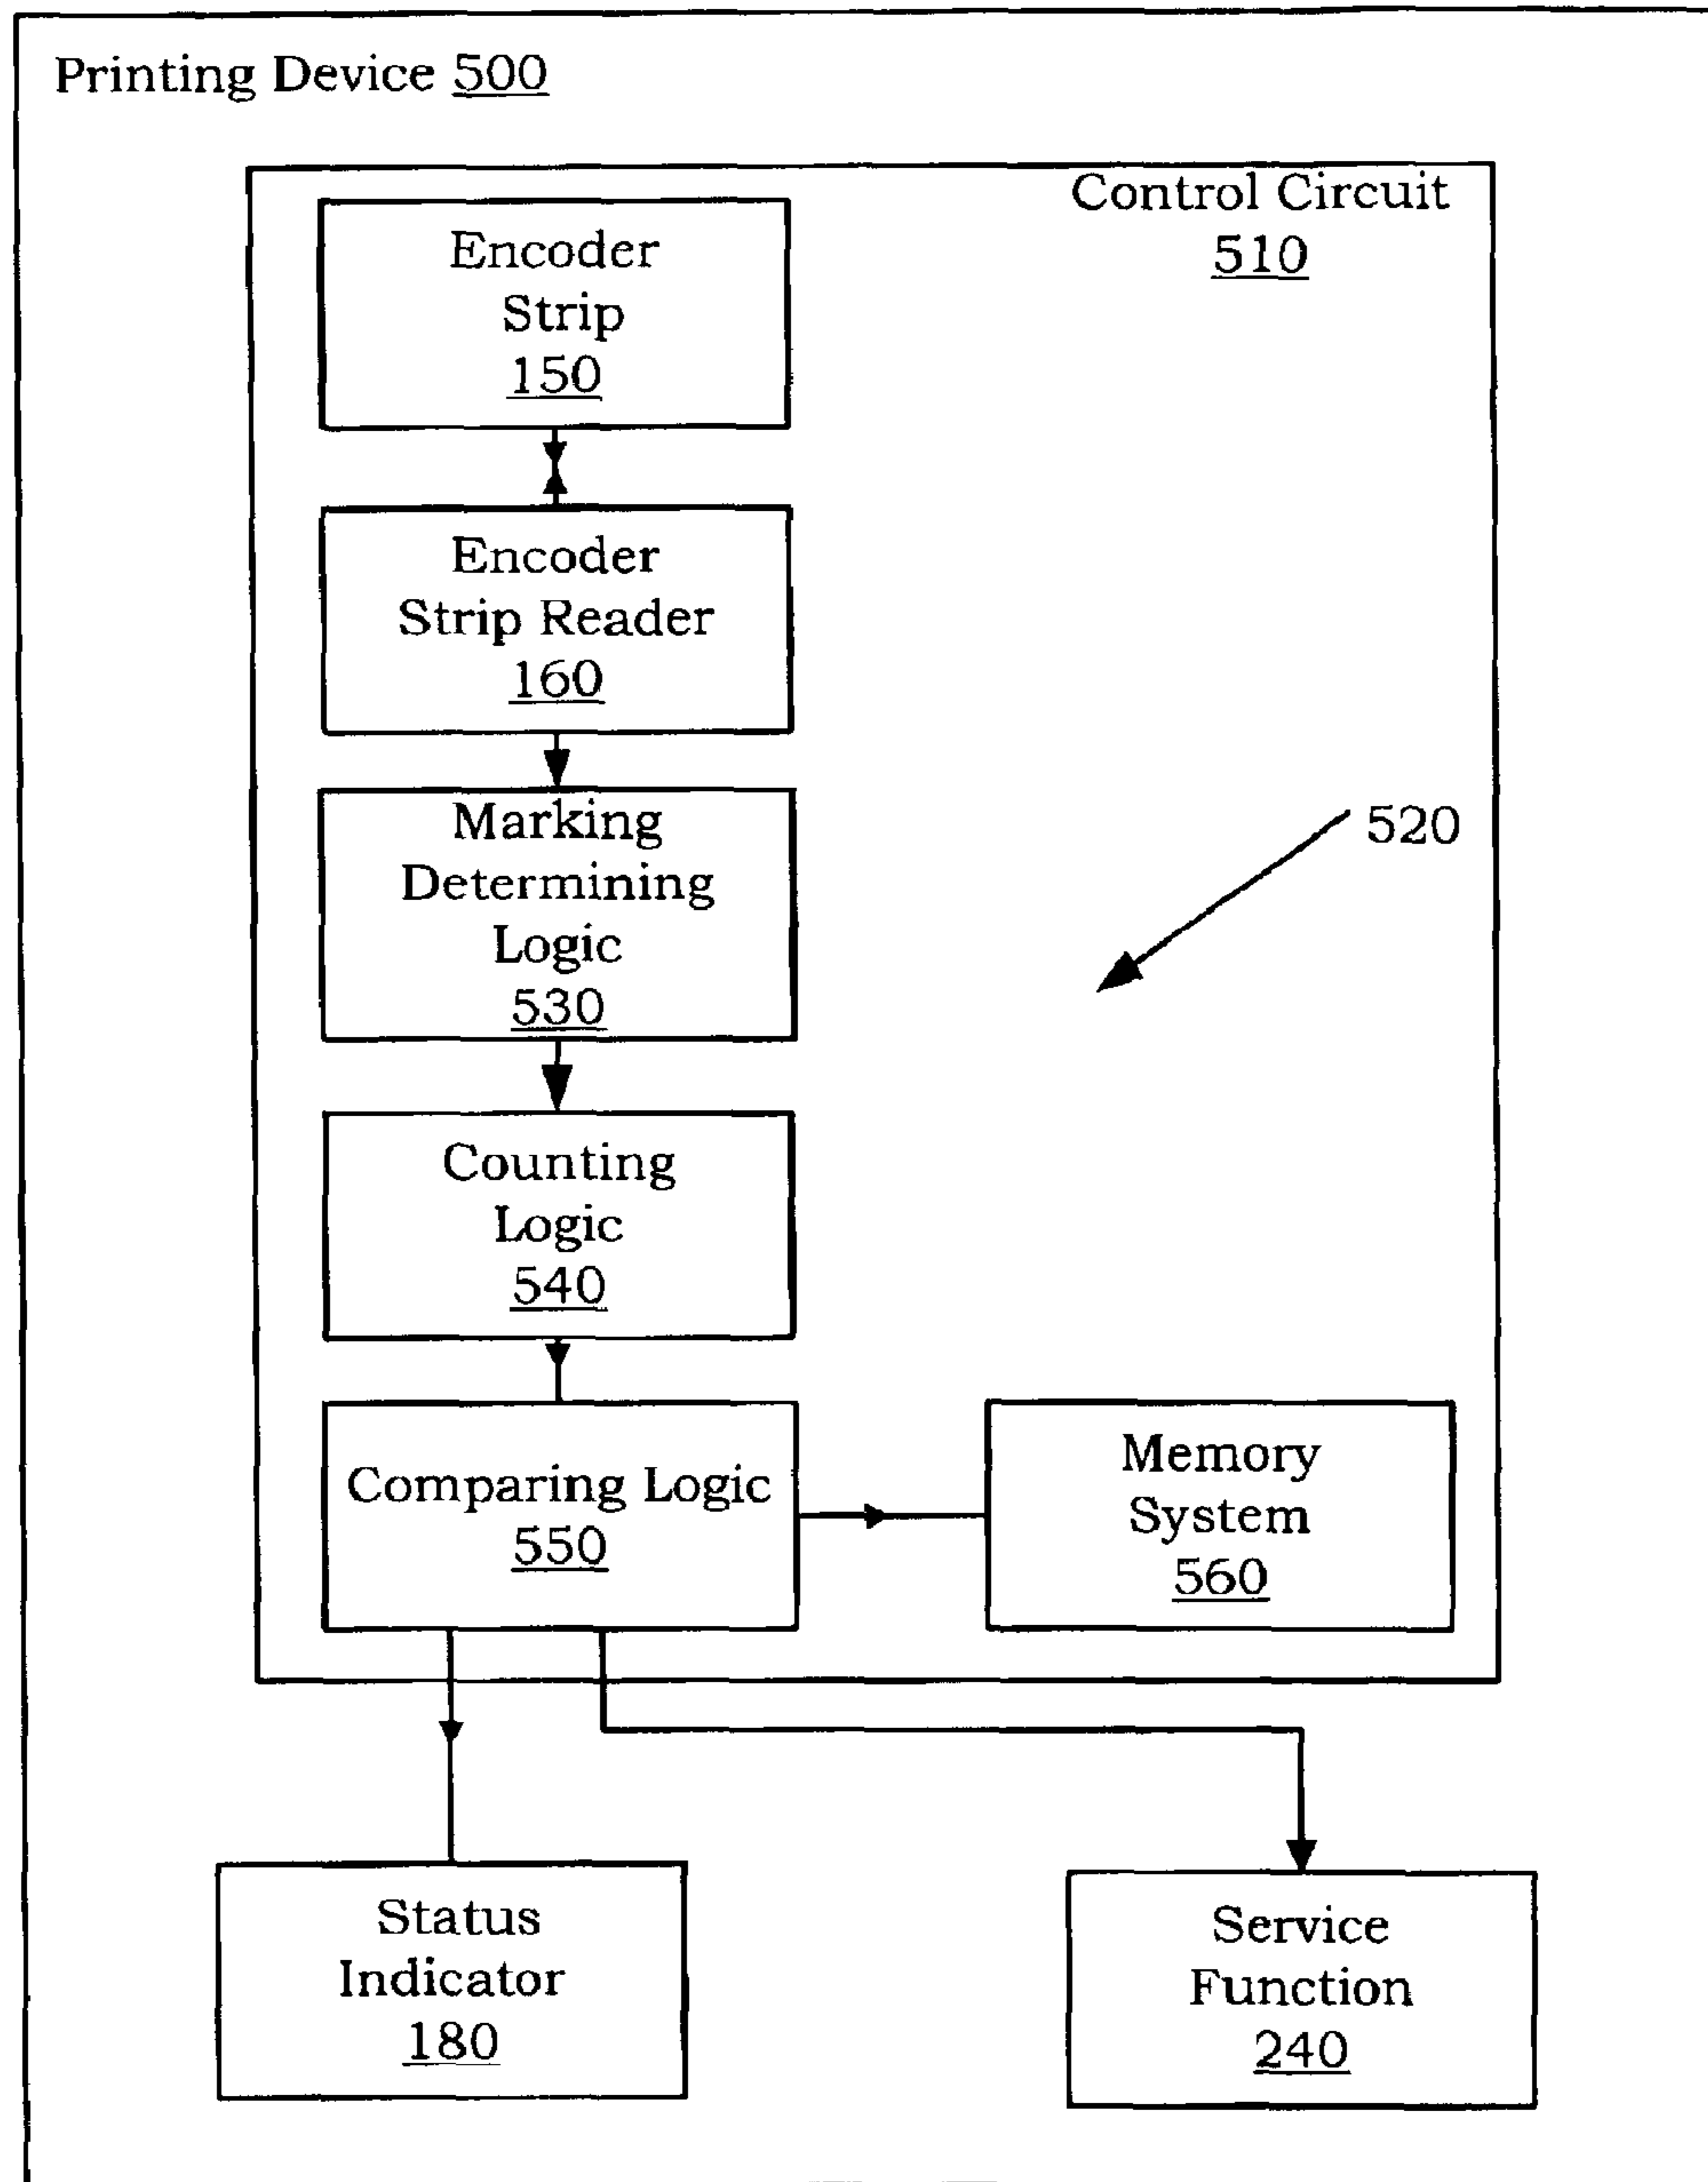 Printing Device 500
Control Circuit
510
Encoder
Strip
150
Encoder
Strip Reader
160
Marking
Determining
Logic
530
520
Counting
Logic
540
Comparing Logic
550
Memory
System
560
Status
Indicator
180
Service
Function
240